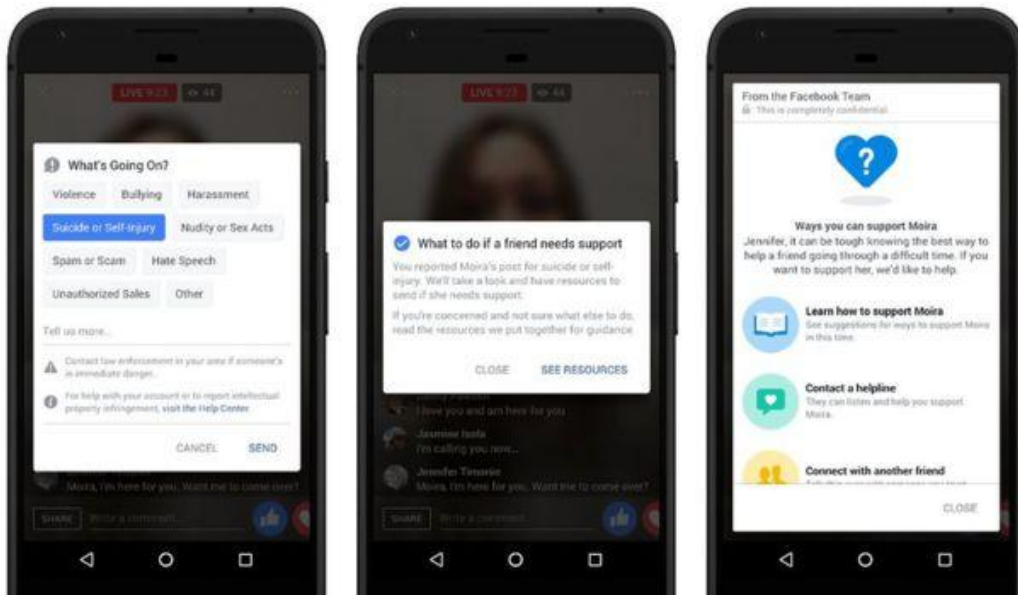 LIVE 9:23 44
What's Going On?
Violence Bullying Harassment
Suicide or Self-Injury Nudity or Sex Acts
Spam or Scam Hate Speech
Unauthorized Sales Other
Tell us more...
Contact law enforcement in your area if someone's
in immediate danger.
For help with your account or to report intellectual
property infringement, visit the Help Center
CANCEL SEND
Moira, I'm here for you. Want me to come over?
SHARE Write a comment...
LIVE 9:23 44
What to do if a friend needs support
You reported Moira's post for suicide or self-
injury. We'll take a look and have resources to
send if she needs support.
If you're concerned and not sure what else to do,
read the resources we put together for guidance
CLOSE SEE RESOURCES
I love you and am here for you
Jasmine
I'm calling you now...
Jennifer
Moira, I'm here for you. Want me to come over?
SHARE Write a comment...
From the Facebook Team
This is completely confidential.
?
Ways you can support Moira
Jennifer, it can be tough knowing the best way to
help a friend going through a difficult time. If you
want to support her, we'd like to help.
Learn how to support Moira
See suggestions for ways to support Moira
in this time.
Contact a helpline
They can listen and help you support
Moira.
Connect with another friend
CLOSE